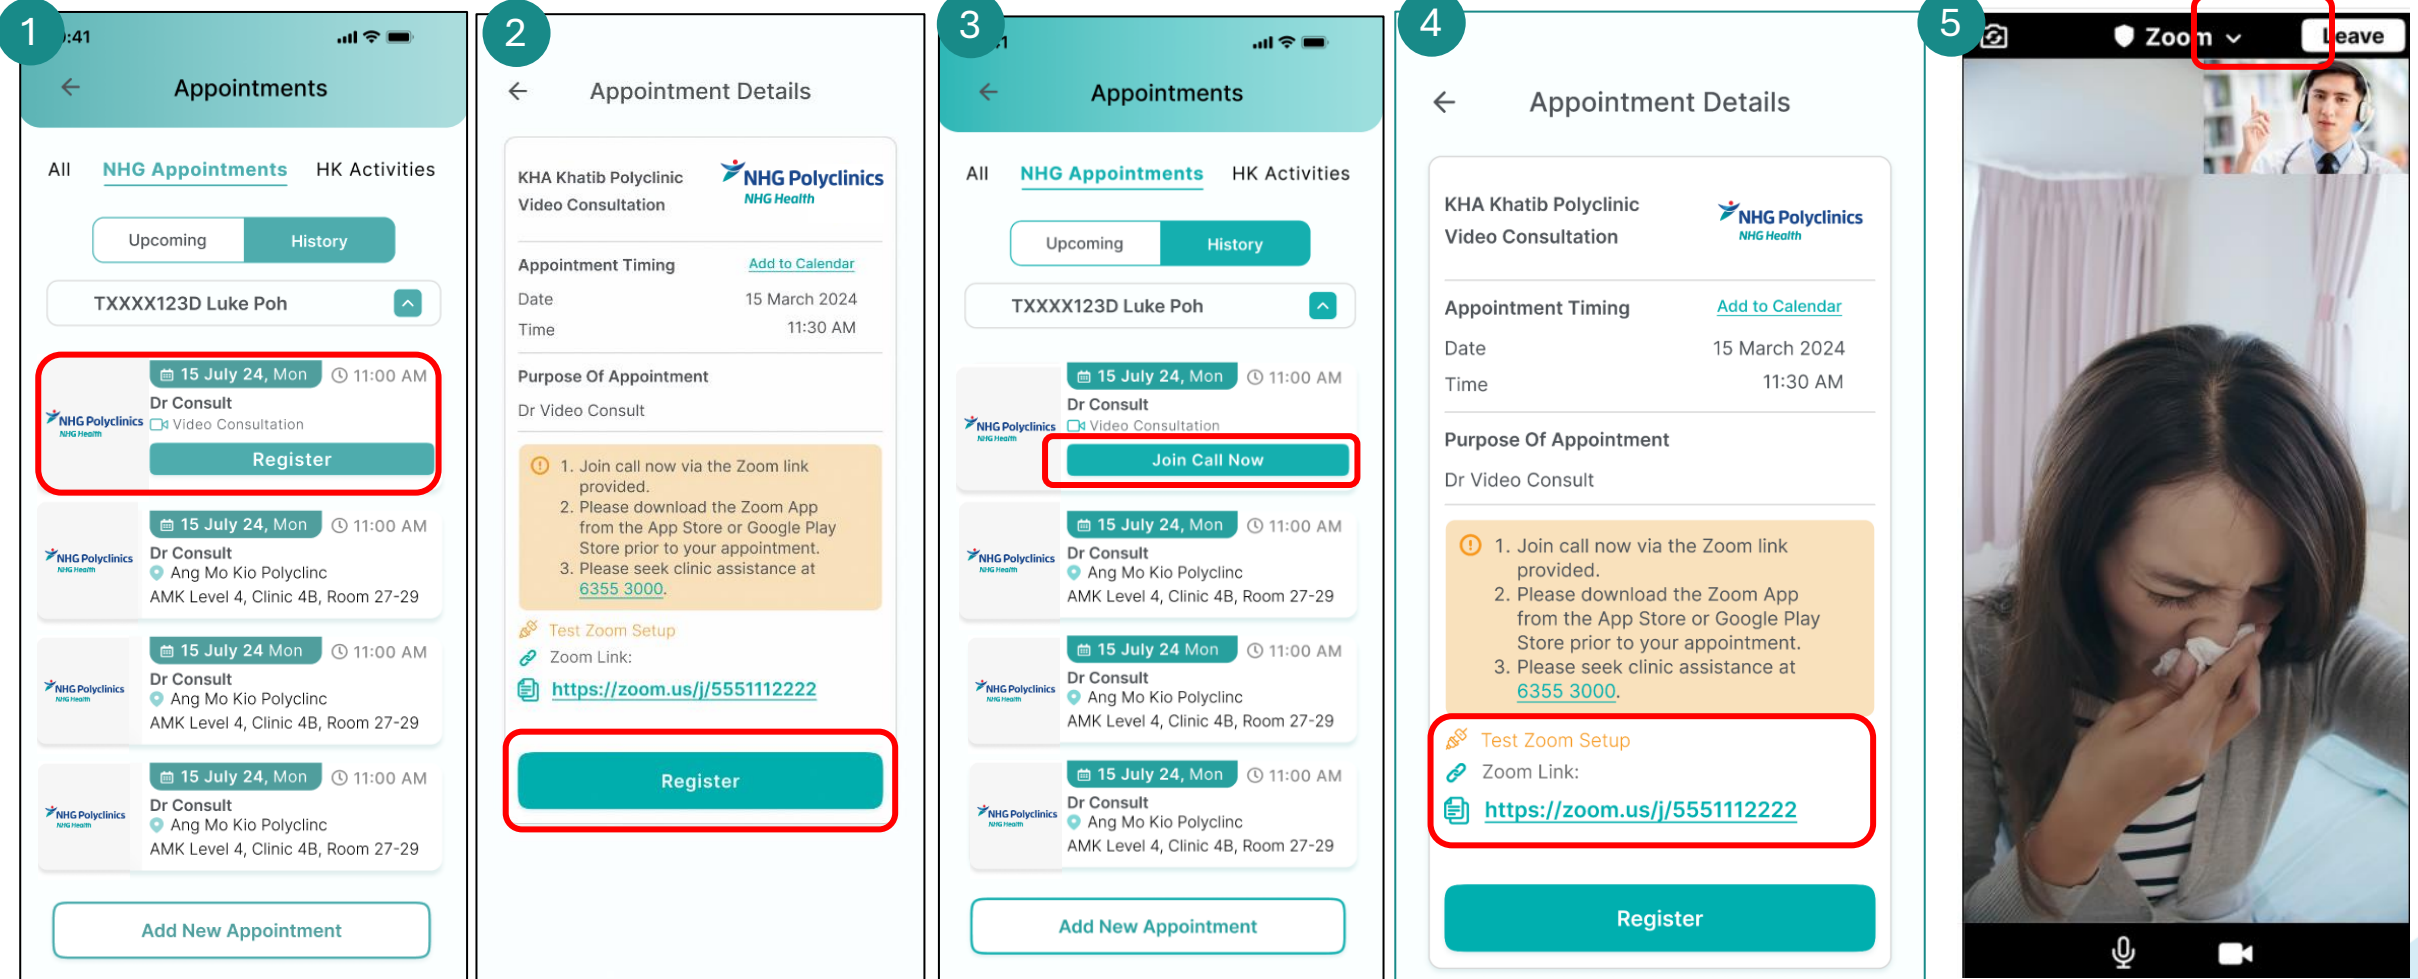 1
:41
Appointments
All NHG Appointments HK Activities
Upcoming History
TXXXX123D Luke Poh
15 July 24, Mon 11:00 AM
Dr Consult
NHG Polyclinics Video Consultation
NHG Health
Register
15 July 24, Mon 11:00 AM
Dr Consult
NHG Polyclinics Ang Mo Kio Polyclinc
NHG Health
AMK Level 4, Clinic 4B, Room 27-29
15 July 24 Mon 11:00 AM
Dr Consult
NHG Polyclinics Ang Mo Kio Polyclinc
NHG Health
AMK Level 4, Clinic 4B, Room 27-29
15 July 24, Mon 11:00 AM
Dr Consult
NHG Polyclinics Ang Mo Kio Polyclinc
NHG Health
AMK Level 4, Clinic 4B, Room 27-29
Add New Appointment
2
Appointment Details
KHA Khatib Polyclinic
Video Consultation
NHG Polyclinics
NHG Health
Appointment Timing Add to Calendar
Date 15 March 2024
Time 11:30 AM
Purpose Of Appointment
Dr Video Consult
1. Join call now via the Zoom link
provided.
2. Please download the Zoom App
from the App Store or Google Play
Store prior to your appointment.
3. Please seek clinic assistance at
6355 3000.
Test Zoom Setup
Zoom Link:
https://zoom.us/j/5551112222
Register
3
1
Appointments
All NHG Appointments HK Activities
Upcoming History
TXXXX123D Luke Poh
15 July 24, Mon 11:00 AM
Dr Consult
NHG Polyclinics Video Consultation
NHG Health
Join Call Now
15 July 24, Mon 11:00 AM
Dr Consult
NHG Polyclinics Ang Mo Kio Polyclinc
NHG Health
AMK Level 4, Clinic 4B, Room 27-29
15 July 24 Mon 11:00 AM
Dr Consult
NHG Polyclinics Ang Mo Kio Polyclinc
NHG Health
AMK Level 4, Clinic 4B, Room 27-29
15 July 24, Mon 11:00 AM
Dr Consult
NHG Polyclinics Ang Mo Kio Polyclinc
NHG Health
AMK Level 4, Clinic 4B, Room 27-29
Add New Appointment
4
Appointment Details
KHA Khatib Polyclinic
Video Consultation
NHG Polyclinics
NHG Health
Appointment Timing Add to Calendar
Date 15 March 2024
Time 11:30 AM
Purpose Of Appointment
Dr Video Consult
1. Join call now via the Zoom link
provided.
2. Please download the Zoom App
from the App Store or Google Play
Store prior to your appointment.
3. Please seek clinic assistance at
6355 3000.
Test Zoom Setup
Zoom Link:
https://zoom.us/j/5551112222
Register
5
Zoom Leave